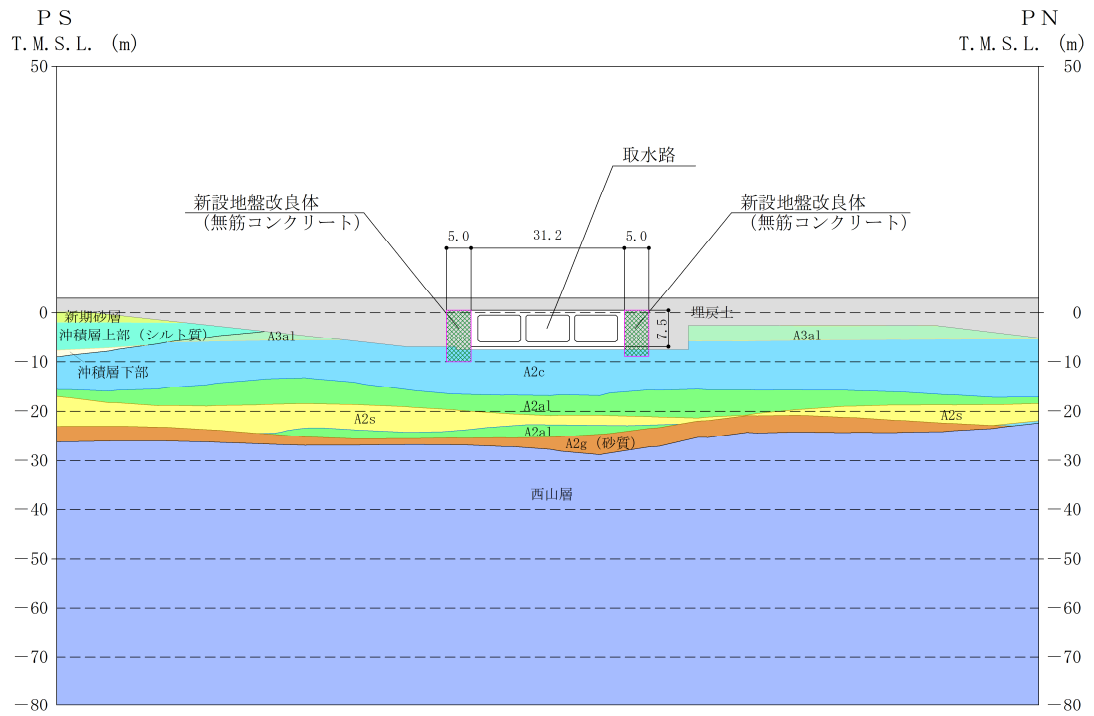 PS
PN
T.M.S.L. (m)
T.M.S.L. (m)
50
50
取水路
新設地盤改良体
(無筋コンクリート)
新設地盤改良体
(無筋コンクリート)
5.0
31.2
5.0
7.5
0
0
新期砂層
埋戻土
沖積層上部(シルト質)
A3al
A3al
-10
-10
沖積層下部
A2c
-20
-20
A2al
A2s
A2s
A2al
A2g(砂質)
-30
-30
西山層
-40
-40
-50
-50
-60
-60
-70
-70
-80
-80